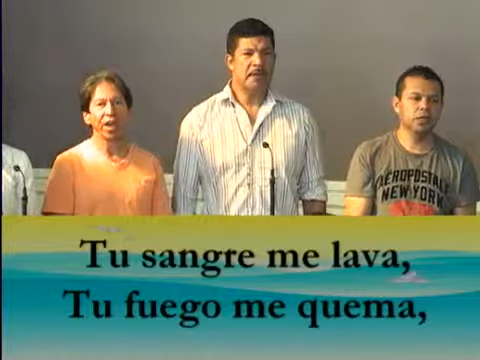 AEROPOSTALE
NEW YORK
Tu sangre me lava,
Tu fuego me quema,